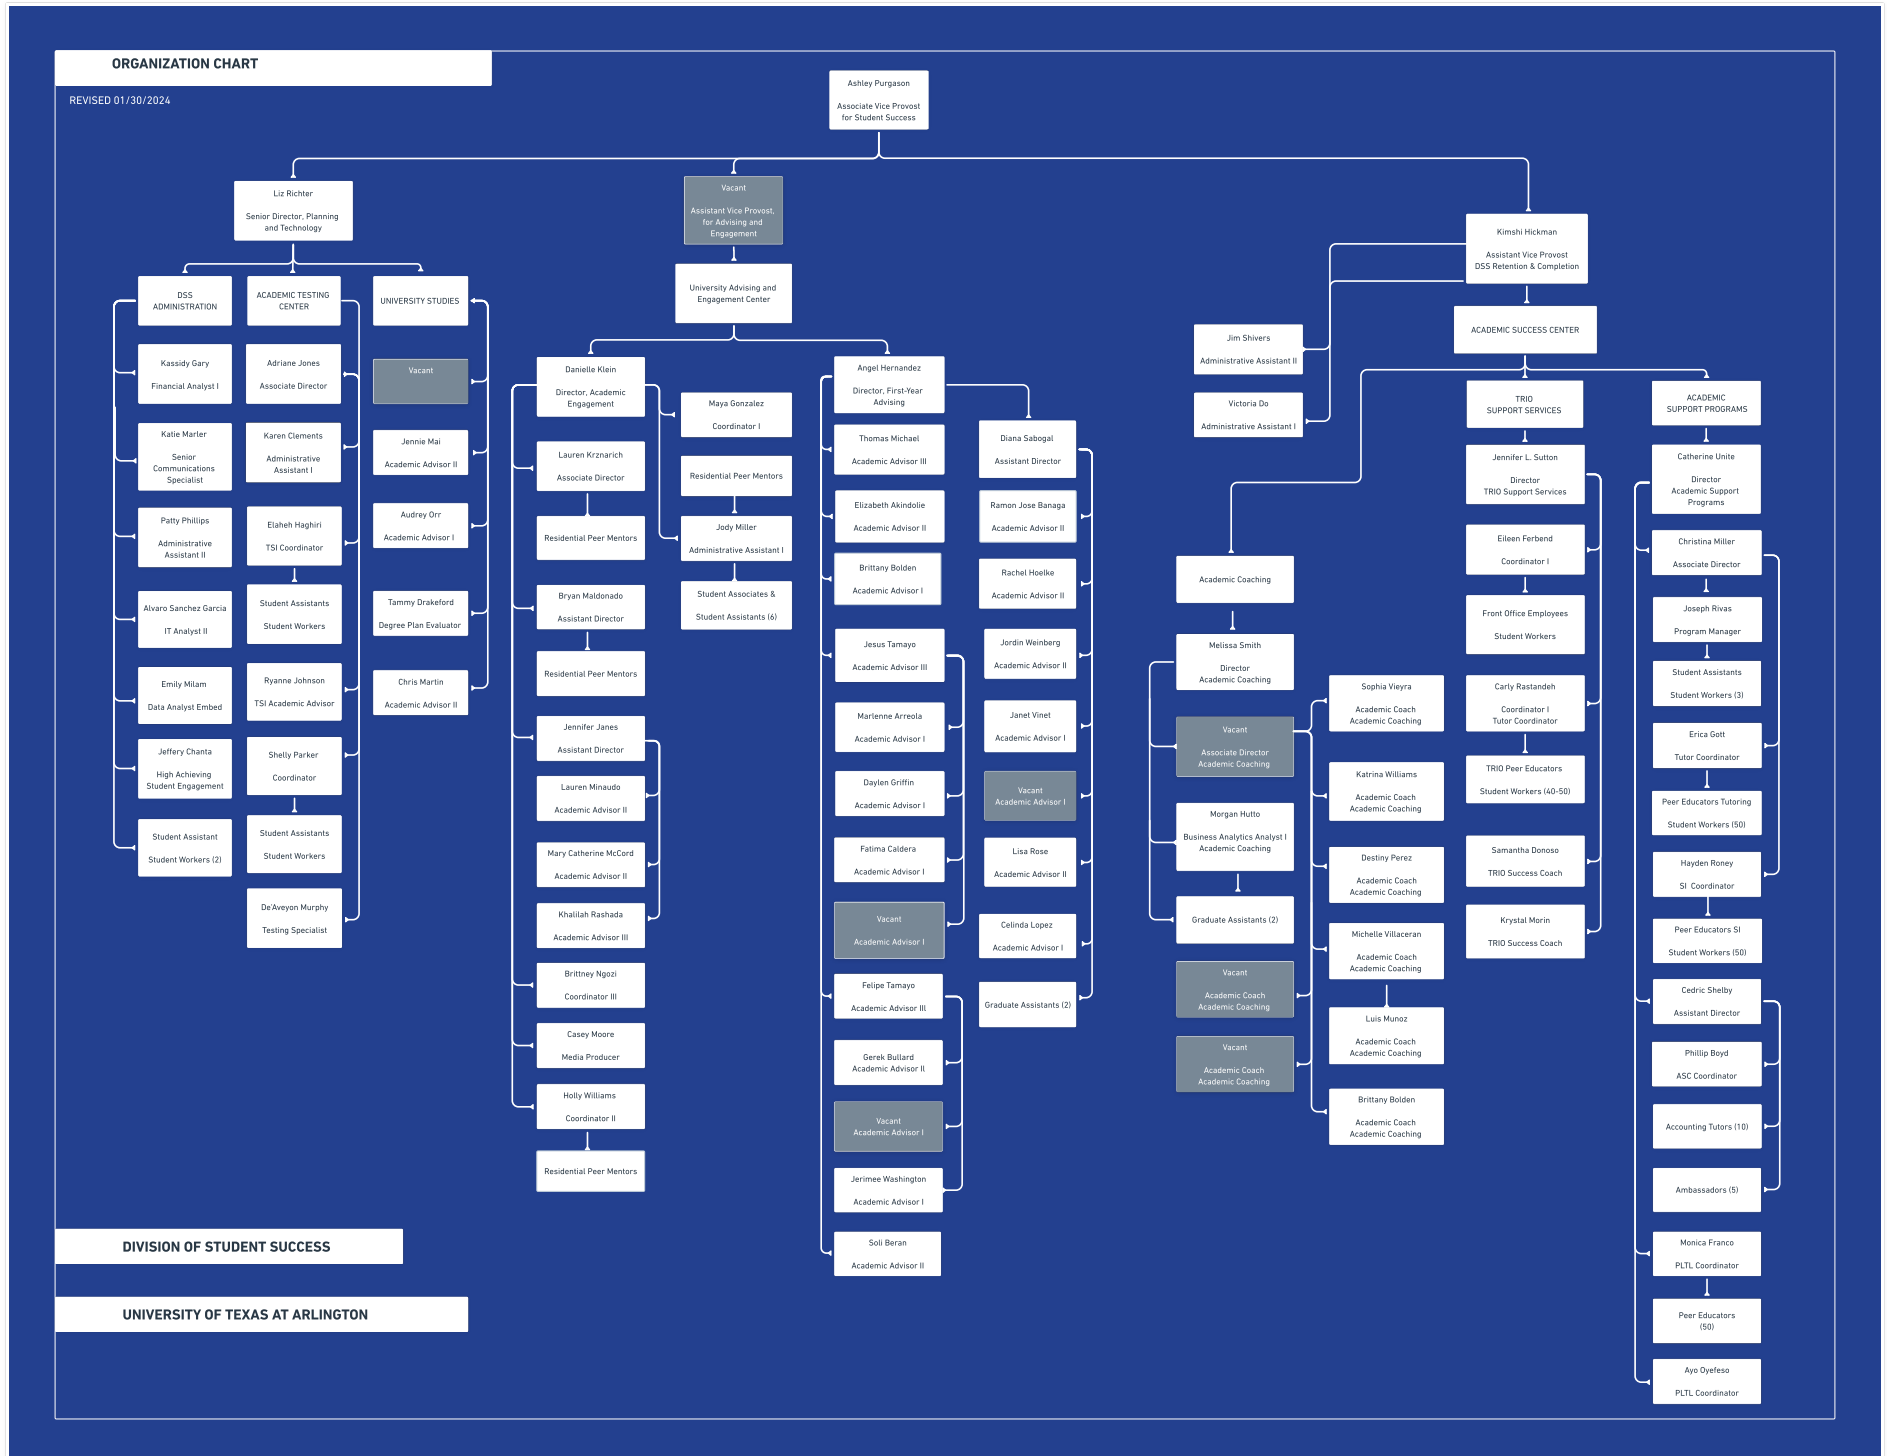 ORGANIZATION CHART
REVISED 01/30/2024
Ashley Purgason
Associate Vice Provost
for Student Success
Liz Richter
Senior Director, Planning
and Technology
DSS
ADMINISTRATION
Kassidy Gary
Financial Analyst I
Katie Marler
Senior
Communications
Specialist
Patty Phillips
Administrative
Assistant II
Alvaro Sanchez Garcia
IT Analyst II
Emily Milam
Data Analyst Embed
Jeffery Chanta
High Achieving
Student Engagement
Student Assistant
Student Workers (2)
ACADEMIC TESTING
CENTER
Adriane Jones
Associate Director
Karen Clements
Administrative
Assistant I
Elaheh Haghiri
TSI Coordinator
Student Assistants
Student Workers
Ryanne Johnson
TSI Academic Advisor
Shelly Parker
Coordinator
Student Assistants
Student Workers
De'Aveyon Murphy
Testing Specialist
UNIVERSITY STUDIES
Vacant
Jennie Mai
Academic Advisor II
Audrey Orr
Academic Advisor I
Tammy Drakeford
Degree Plan Evaluator
Chris Martin
Academic Advisor II
Vacant
Assistant Vice Provost,
for Advising and
Engagement
University Advising and
Engagement Center
Danielle Klein
Director, Academic
Engagement
Lauren Krznarich
Associate Director
Residential Peer Mentors
Bryan Maldonado
Assistant Director
Residential Peer Mentors
Jennifer Janes
Assistant Director
Lauren Minaudo
Academic Advisor II
Mary Catherine McCord
Academic Advisor II
Khalilah Rashada
Academic Advisor III
Brittney Ngozi
Coordinator III
Casey Moore
Media Producer
Holly Williams
Coordinator II
Residential Peer Mentors
Maya Gonzalez
Coordinator I
Residential Peer Mentors
Jody Miller
Administrative Assistant I
Student Associates &
Student Assistants (6)
Angel Hernandez
Director, First-Year
Advising
Thomas Michael
Academic Advisor III
Elizabeth Akindolie
Academic Advisor II
Brittany Bolden
Academic Advisor I
Jesus Tamayo
Academic Advisor III
Marlenne Arreola
Academic Advisor I
Daylen Griffin
Academic Advisor I
Fatima Caldera
Academic Advisor I
Vacant
Academic Advisor I
Felipe Tamayo
Academic Advisor III
Gerek Bullard
Academic Advisor II
Vacant
Academic Advisor I
Jerimee Washington
Academic Advisor I
Soli Beran
Academic Advisor II
Diana Sabogal
Assistant Director
Ramon Jose Banaga
Academic Advisor II
Rachel Hoelke
Academic Advisor II
Jordin Weinberg
Academic Advisor II
Janet Vinet
Academic Advisor I
Vacant
Academic Advisor I
Lisa Rose
Academic Advisor II
Celinda Lopez
Academic Advisor I
Graduate Assistants (2)
Kimshi Hickman
Assistant Vice Provost
DSS Retention & Completion
Jim Shivers
Administrative Assistant II
Victoria Do
Administrative Assistant I
ACADEMIC SUCCESS CENTER
Academic Coaching
Melissa Smith
Director
Academic Coaching
Vacant
Associate Director
Academic Coaching
Morgan Hutto
Business Analytics Analyst I
Academic Coaching
Graduate Assistants (2)
Vacant
Academic Coach
Academic Coaching
Vacant
Academic Coach
Academic Coaching
Sophia Vieyra
Academic Coach
Academic Coaching
Katrina Williams
Academic Coach
Academic Coaching
Destiny Perez
Academic Coach
Academic Coaching
Michelle Villaceran
Academic Coach
Academic Coaching
Luis Munoz
Academic Coach
Academic Coaching
Brittany Bolden
Academic Coach
Academic Coaching
TRIO
SUPPORT SERVICES
Jennifer L. Sutton
Director
TRIO Support Services
Eileen Ferbend
Coordinator I
Front Office Employees
Student Workers
Carly Rastandeh
Coordinator I
Tutor Coordinator
TRIO Peer Educators
Student Workers (40-50)
Samantha Donoso
TRIO Success Coach
Krystal Morin
TRIO Success Coach
ACADEMIC
SUPPORT PROGRAMS
Catherine Unite
Director
Academic Support
Programs
Christina Miller
Associate Director
Joseph Rivas
Program Manager
Student Assistants
Student Workers (3)
Erica Gott
Tutor Coordinator
Peer Educators Tutoring
Student Workers (50)
Hayden Roney
SI Coordinator
Peer Educators SI
Student Workers (50)
Cedric Shelby
Assistant Director
Phillip Boyd
ASC Coordinator
Accounting Tutors (10)
Ambassadors (5)
Monica Franco
PLTL Coordinator
Peer Educators
(50)
Ayo Oyefeso
PLTL Coordinator
DIVISION OF STUDENT SUCCESS
UNIVERSITY OF TEXAS AT ARLINGTON